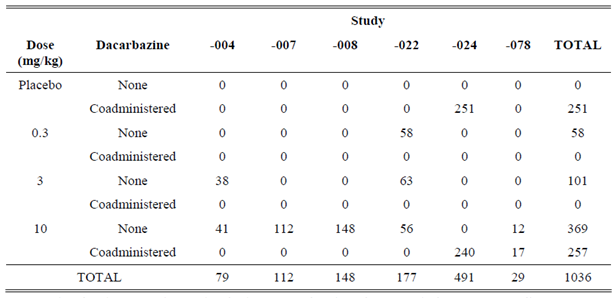 Study
Dose (mg/kg) Dacarbazine -004 -007 -008 -022 -024 -078 TOTAL
Placebo None 0 0 0 0 0 0 0
Coadministered 0 0 0 0 251 0 251
0.3 None 0 0 0 58 0 0 58
Coadministered 0 0 0 0 0 0 0
3 None 38 0 0 63 0 0 101
Coadministered 0 0 0 0 0 0 0
10 None 41 112 148 56 0 12 369
Coadministered 0 0 0 0 240 17 257
TOTAL 79 112 148 177 491 29 1036